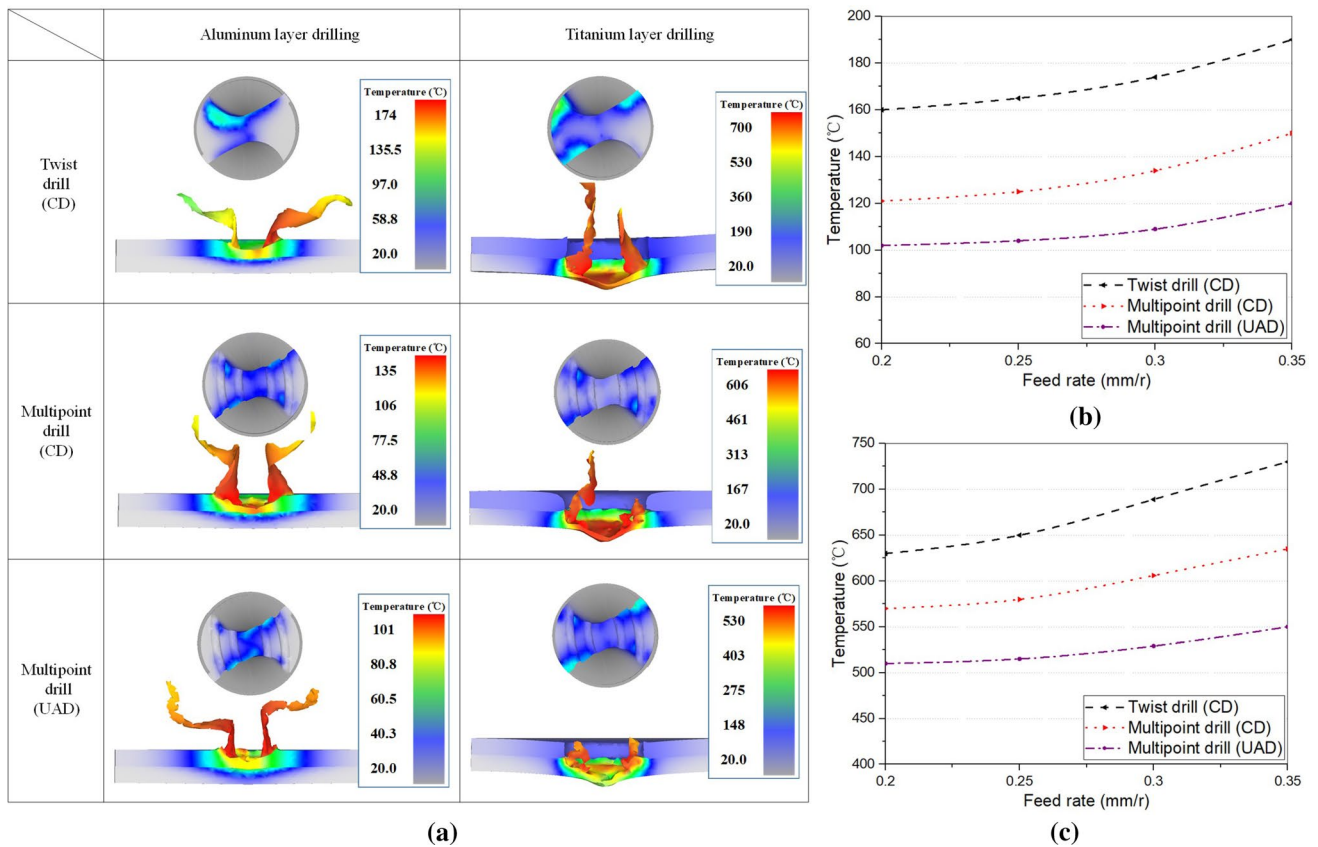 Aluminum layer drilling
Titanium layer drilling
Twist
drill
(CD)
Temperature (℃)
174
135.5
97.0
58.8
20.0
Temperature (℃)
700
530
360
190
20.0
Multipoint
drill
(CD)
Temperature (℃)
135
106
77.5
48.8
20.0
Temperature (℃)
606
461
313
167
20.0
Multipoint
drill
(UAD)
Temperature (℃)
101
80.8
60.5
40.3
20.0
Temperature (℃)
530
403
275
148
20.0
(a)
200
180
160
140
120
100
80
60
Temperature (℃)
Twist drill (CD)
Multipoint drill (CD)
Multipoint drill (UAD)
0.2
0.25
0.3
0.35
Feed rate (mm/r)
(b)
750
700
650
600
550
500
450
400
Temperature (℃)
Twist drill (CD)
Multipoint drill (CD)
Multipoint drill (UAD)
0.2
0.25
0.3
0.35
Feed rate (mm/r)
(c)